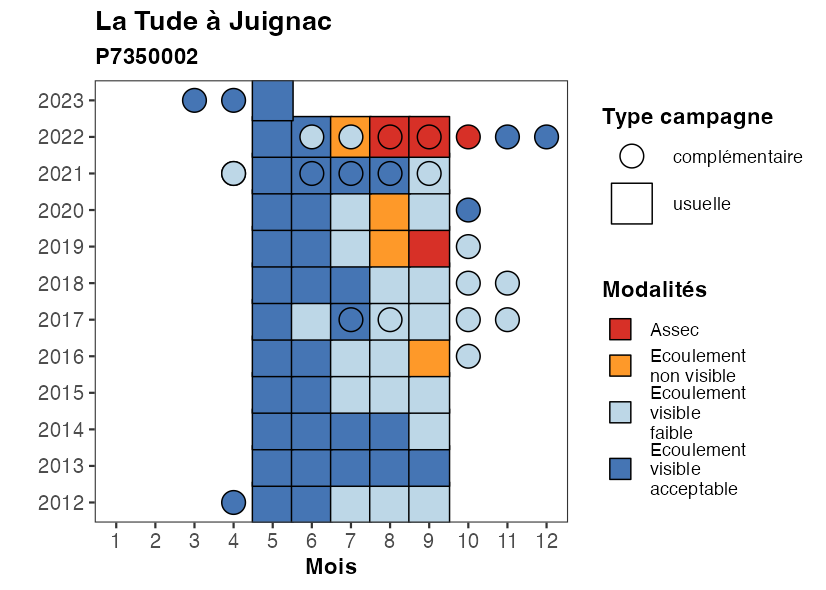 La Tude à Juignac
P7350002
2023
2022
2021
2020
2019
2018
2017
2016
2015
2014
2013
2012
1 2 3 4 5 6 7 8 9 10 11 12
Mois
Type campagne
complémentaire
usuelle
Modalités
Assec
Ecoulement
non visible
Ecoulement
visible
faible
Ecoulement
visible
acceptable